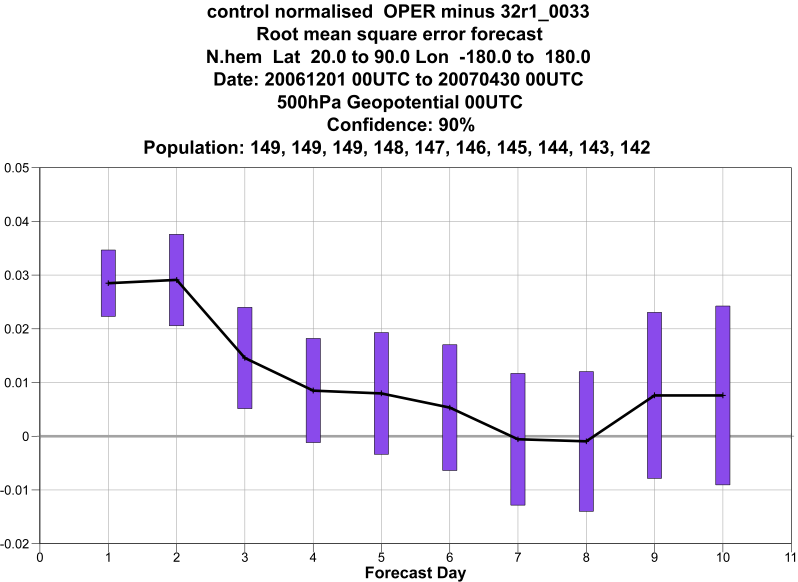 control normalised  OPER minus 32r1_0033
Root mean square error forecast
N.hem  Lat  20.0 to 90.0 Lon  -180.0 to  180.0
Date: 20061201 00UTC to 20070430 00UTC
500hPa Geopotential 00UTC
Confidence: 90%
Population: 149, 149, 149, 148, 147, 146, 145, 144, 143, 142
0.05
0.04
0.03
0.02
0.01
0
-0.01
-0.02
0 1 2 3 4 5 6 7 8 9 10 11
Forecast Day